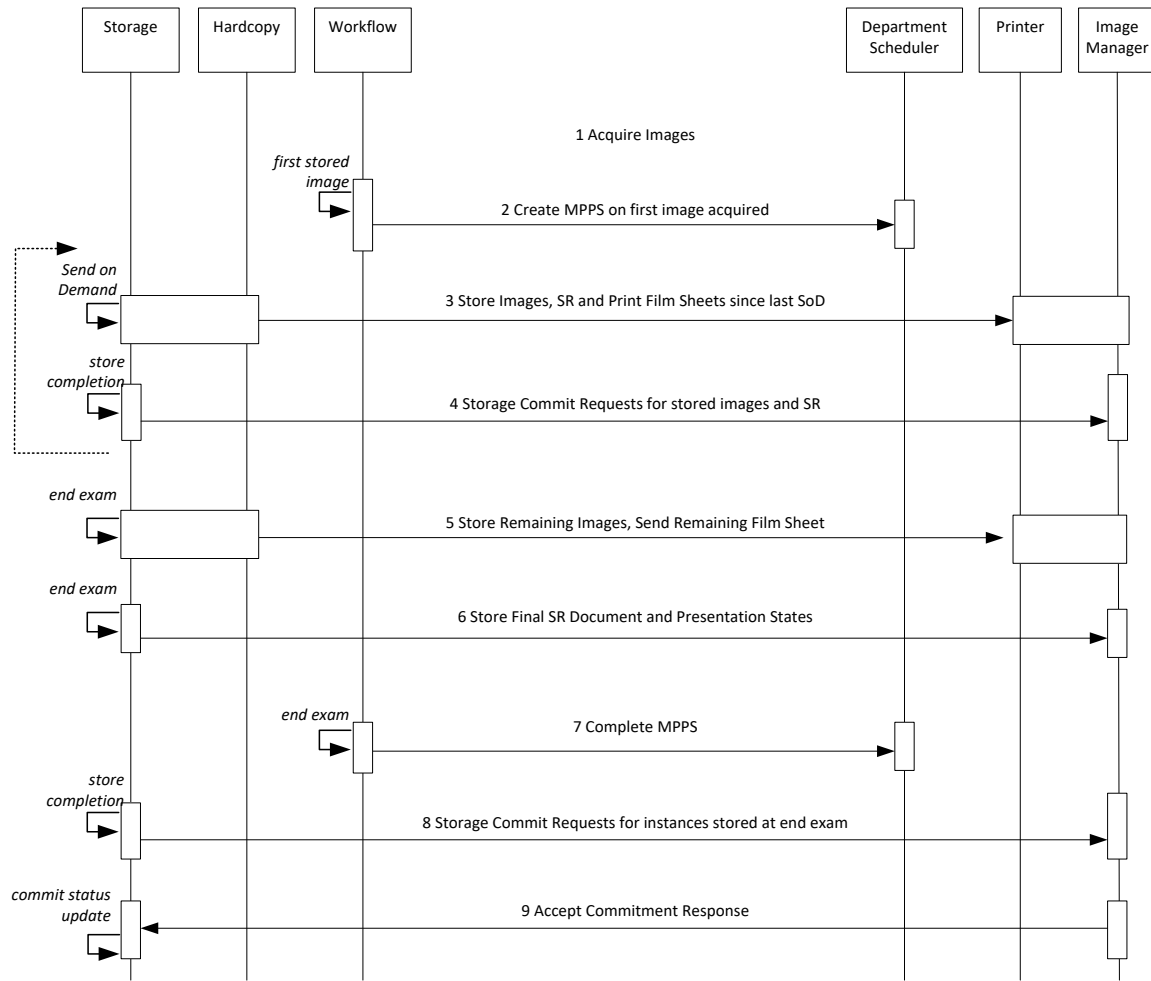 Storage
Hardcopy
Workflow
Department
Scheduler
Printer
Image
Manager
1 Acquire Images
first stored
image
2 Create MPPS on first image acquired
Send on
Demand
3 Store Images, SR and Print Film Sheets since last SoD
store
completion
4 Storage Commit Requests for stored images and SR
end exam
5 Store Remaining Images, Send Remaining Film Sheet
end exam
6 Store Final SR Document and Presentation States
end exam
7 Complete MPPS
store
completion
8 Storage Commit Requests for instances stored at end exam
commit status
update
9 Accept Commitment Response